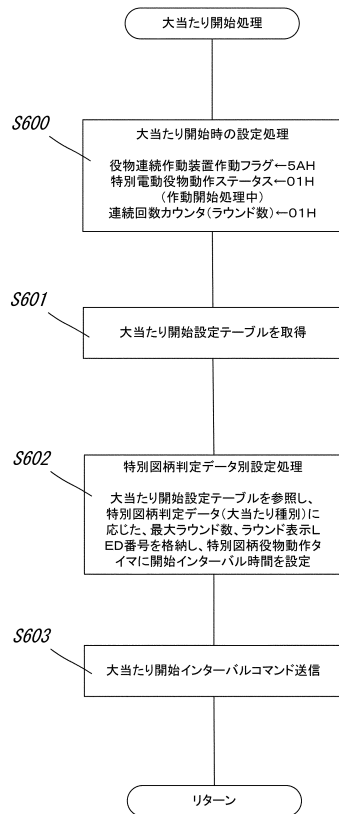 大当たり開始処理
S600
大当たり開始時の設定処理
役物連続作動装置作動フラグ←5AH
特別電動役物動作ステータス←01H
(作動開始処理中)
連続回数カウンタ(ラウンド数)←01H
S601
大当たり開始設定テーブルを取得
S602
特別図柄判定データ別設定処理
大当たり開始設定テーブルを参照し、
特別図柄判定データ(大当たり種別)に
応じた、最大ラウンド数、ラウンド表示L
ED番号を格納し、特別図柄役物動作タ
イマに開始インターバル時間を設定
S603
大当たり開始インターバルコマンド送信
リターン